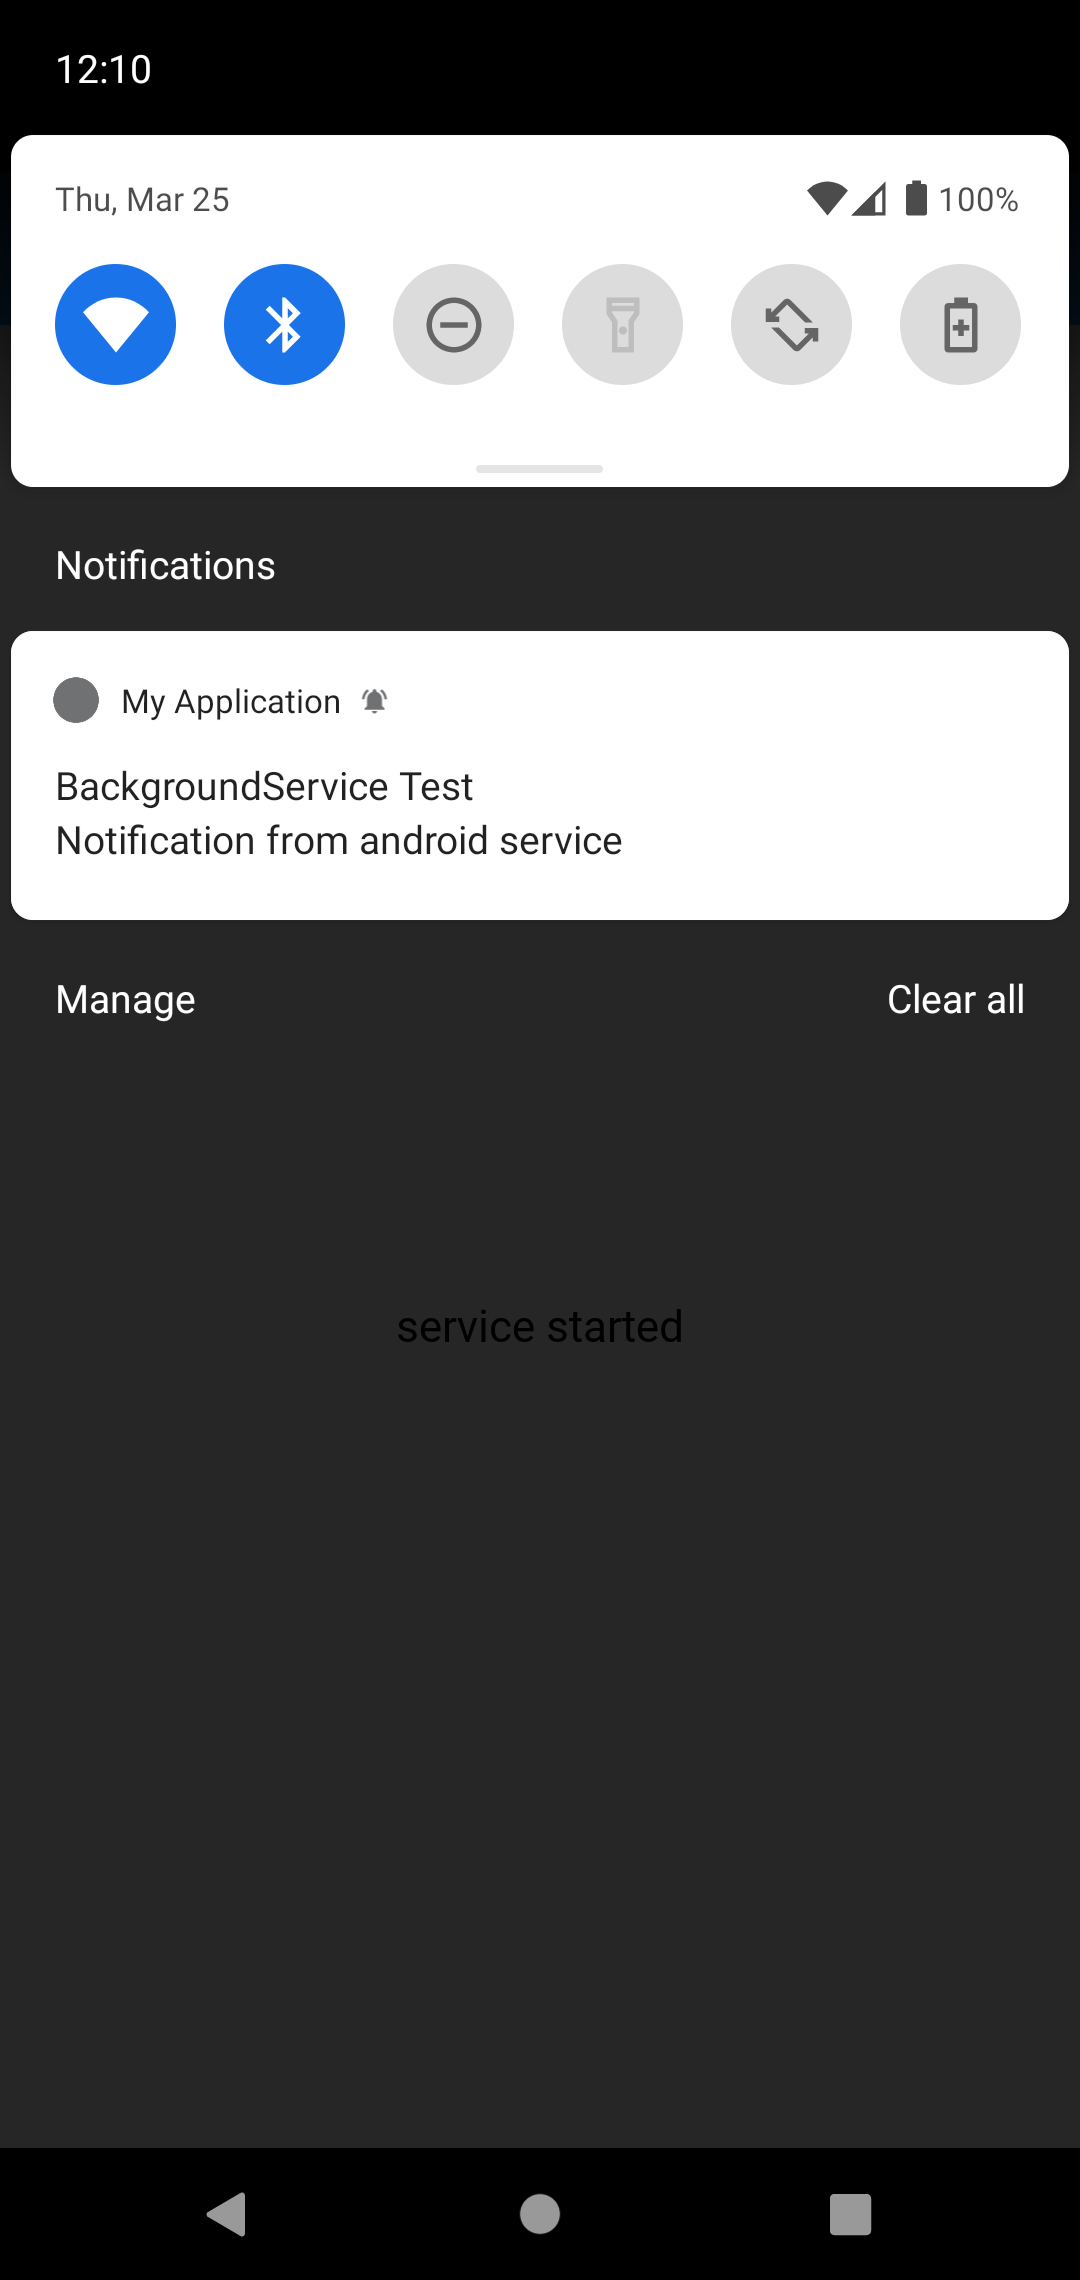 12:10
Thu, Mar 25 100%
Notifications
My Application
BackgroundService Test
Notification from android service
Manage Clear all
service started